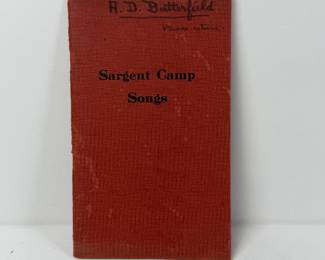 A. D. Butterfield
Sargent Camp
Songs